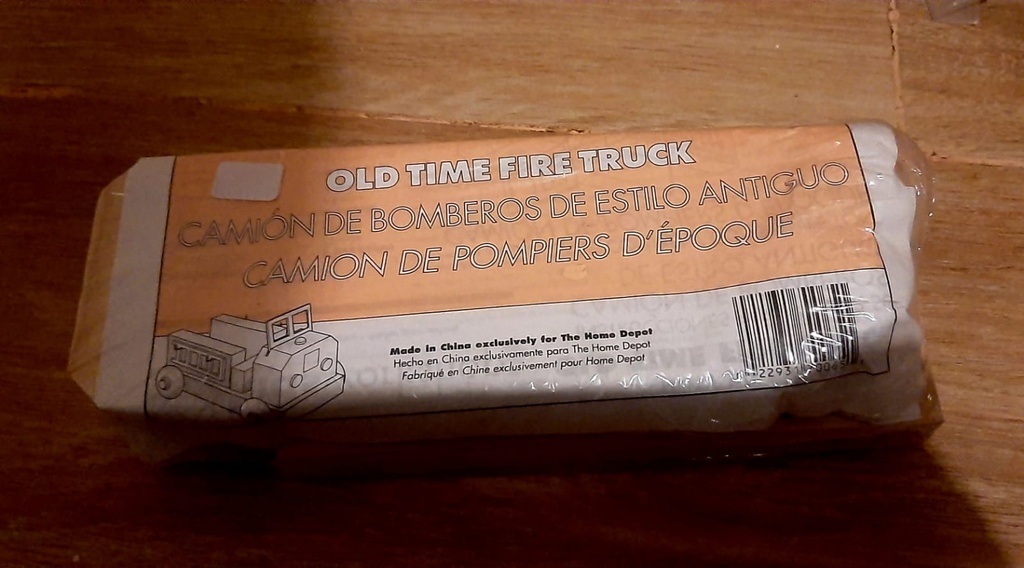 OLD TIME FIRE TRUCK
CAMIÓN DE BOMBEROS DE ESTILO ANTIGUO
CAMION DE POMPIERS D'ÉPOQUE
Made in China exclusively for The Home Depot
Hecho en China exclusivamente para The Home Depot
Fabriqué en Chine exclusivement pour Home Depot